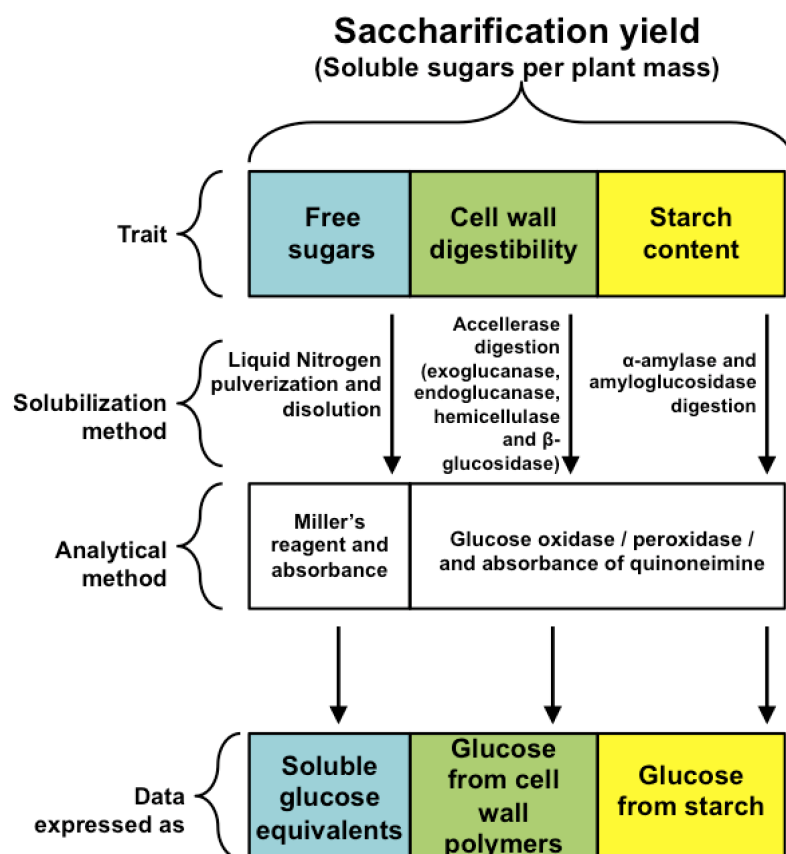 Saccharification yield
(Soluble sugars per plant mass)
Trait
Free
sugars
Cell wall
digestibility
Starch
content
Solubilization
method
Liquid Nitrogen
pulverization and
disolution
Accellerase
digestion
(exoglucanase,
endoglucanase,
hemicellulase
and β-
glucosidase)
α-amylase and
amyloglucosidase
digestion
Analytical
method
Miller's
reagent and
absorbance
Glucose oxidase / peroxidase /
and absorbance of quinoneimine
Data
expressed as
Soluble
glucose
equivalents
Glucose
from cell
wall
polymers
Glucose
from starch